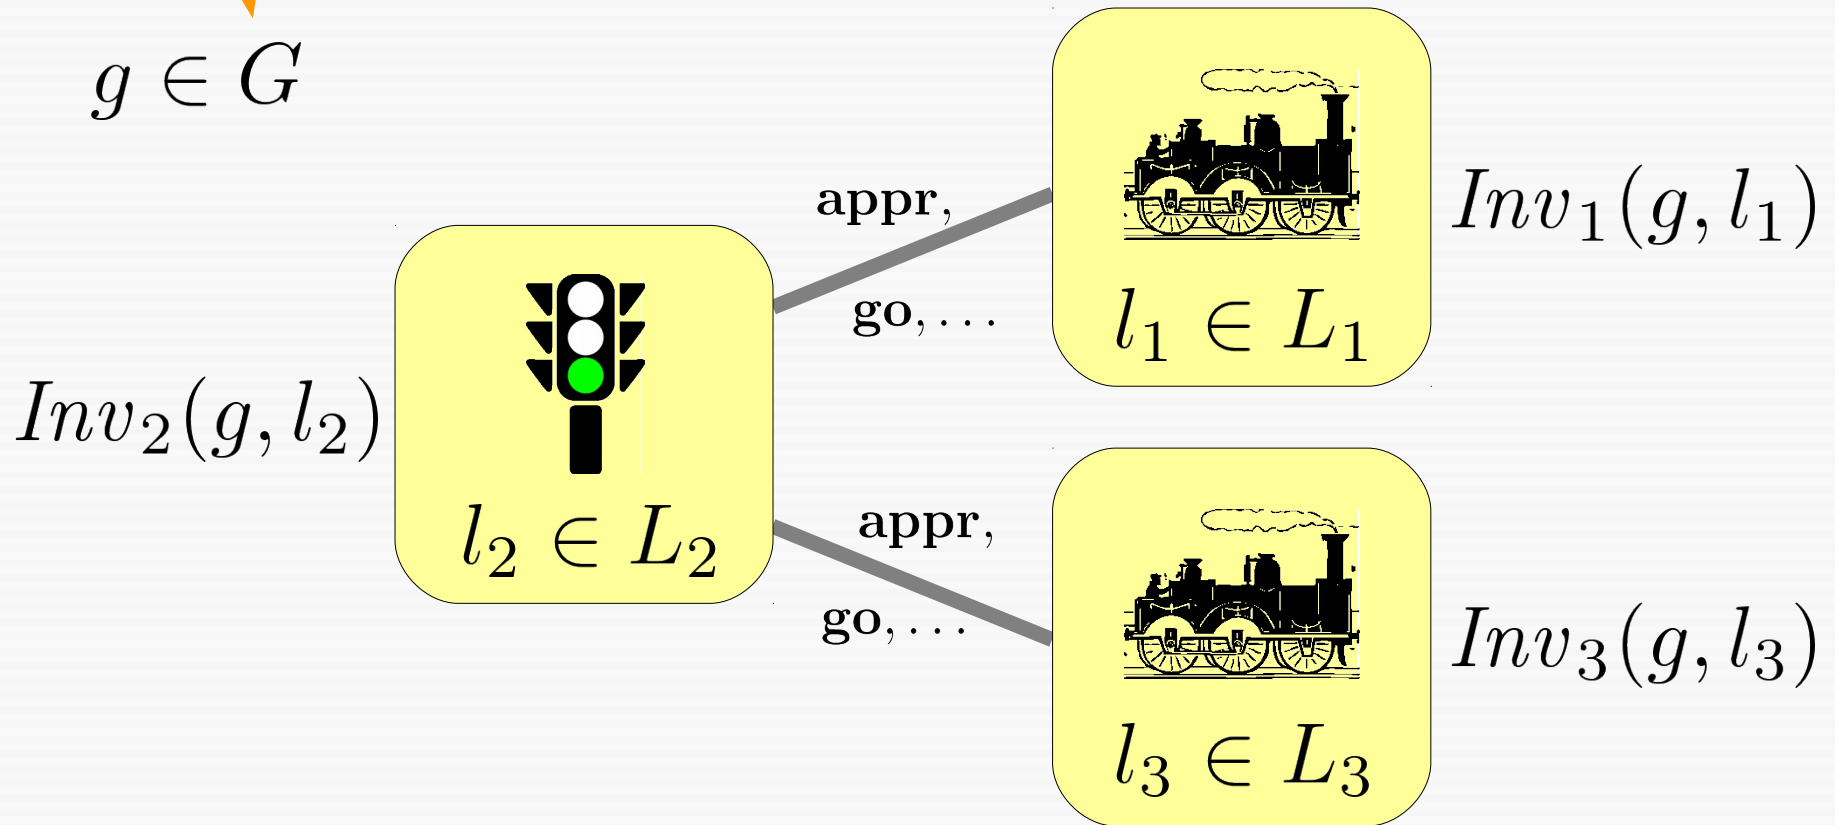 g ∈ G
appr,
go, . . .
l₁ ∈ L₁
Inv₁(g, l₁)
Inv₂(g, l₂)
l₂ ∈ L₂
appr,
go, . . .
l₃ ∈ L₃
Inv₃(g, l₃)